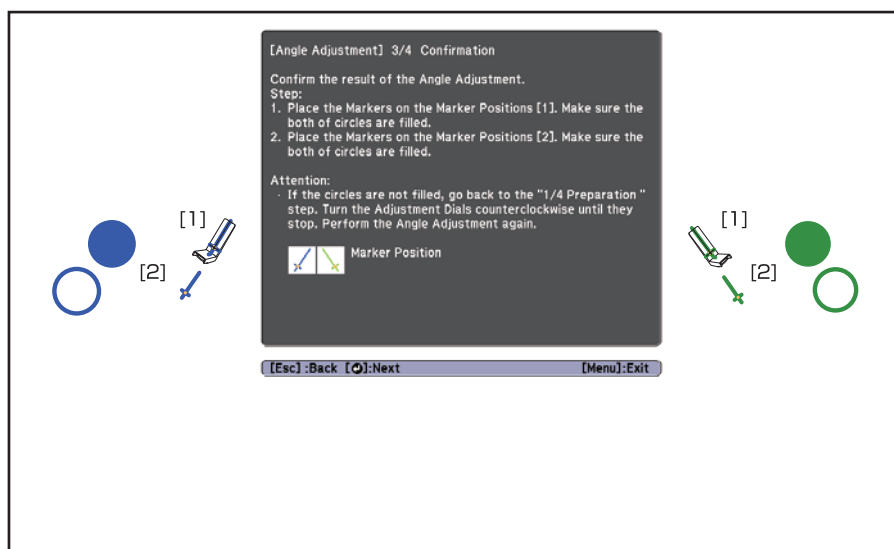 [Angle Adjustment] 3/4 Confirmation
Confirm the result of the Angle Adjustment.
Step:
1. Place the Markers on the Marker Positions [1]. Make sure the
both of circles are filled.
2. Place the Markers on the Marker Positions [2]. Make sure the
both of circles are filled.
Attention:
· If the circles are not filled, go back to the "1/4 Preparation "
step. Turn the Adjustment Dials counterclockwise until they
stop. Perform the Angle Adjustment again.
Marker Position
[1]
[2]
[1]
[2]
[Esc] :Back [⏎]:Next [Menu]:Exit